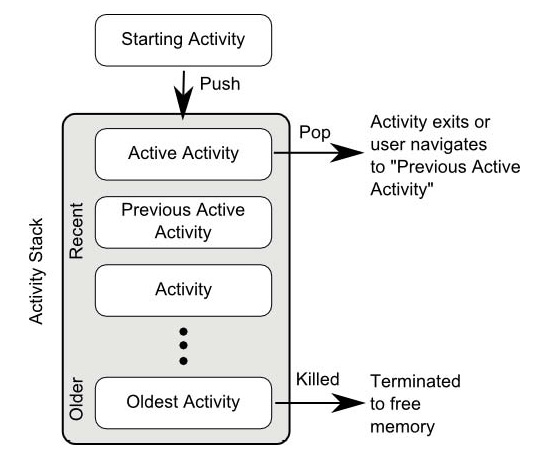 Starting Activity
Push
Active Activity
Pop
Activity exits or
user navigates
to "Previous Active
Activity"
Previous Active
Activity
Recent
Activity Stack
Activity
Older
Oldest Activity
Killed
Terminated
to free
memory